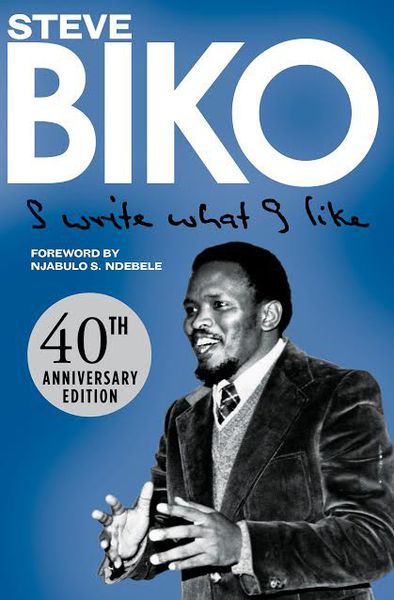 STEVE
BIKO
I write what I like
FOREWORD BY
NJABULO S. NDEBELE
40TH
ANNIVERSARY
EDITION